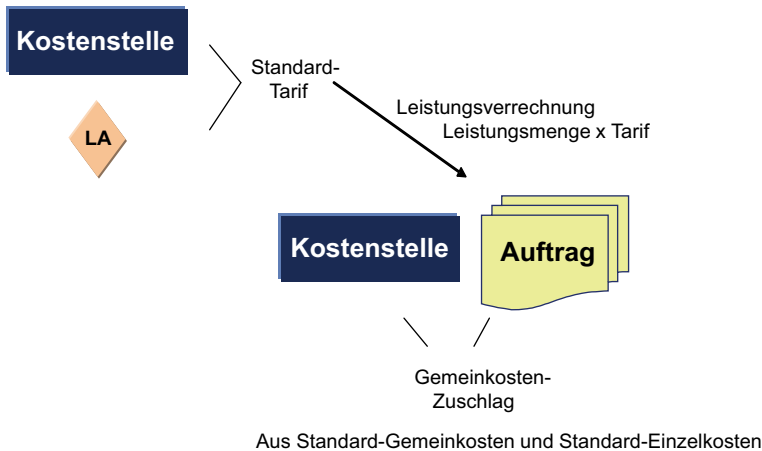 Kostenstelle
LA
Standard-
Tarif
Leistungsverrechnung
Leistungsmenge x Tarif
Kostenstelle
Auftrag
Gemeinkosten-
Zuschlag
Aus Standard-Gemeinkosten und Standard-Einzelkosten